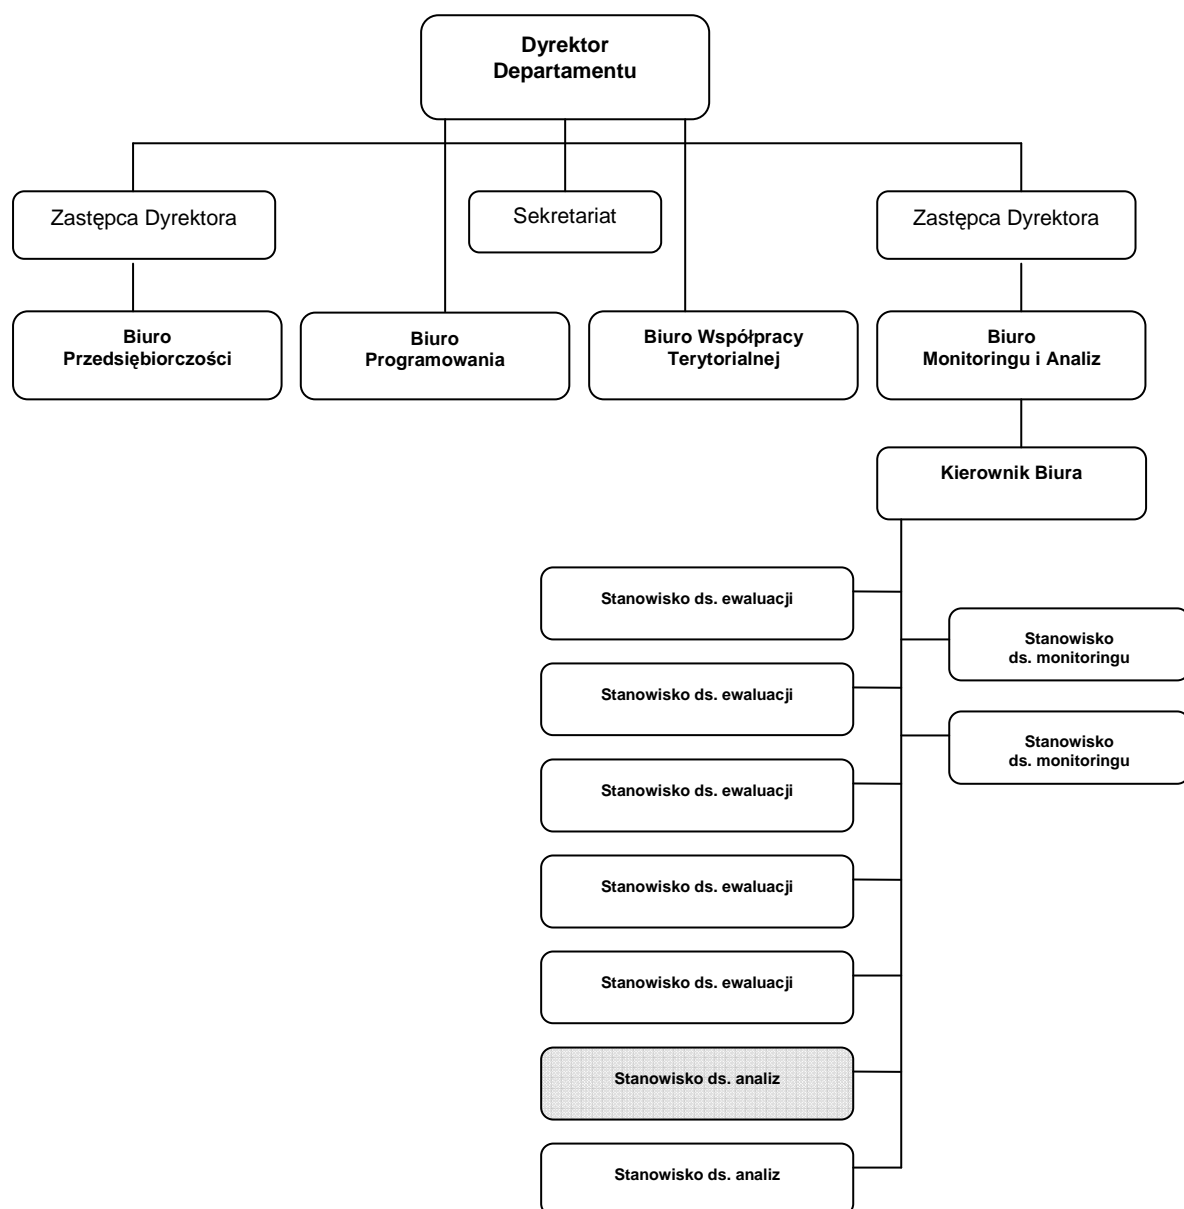 Dyrektor
Departamentu
Zastępca Dyrektora
Sekretariat
Zastępca Dyrektora
Biuro
Przedsiębiorczości
Biuro
Programowania
Biuro Współpracy
Terytorialnej
Biuro
Monitoringu i Analiz
Kierownik Biura
Stanowisko ds. ewaluacji
Stanowisko
ds. monitoringu
Stanowisko ds. ewaluacji
Stanowisko
ds. monitoringu
Stanowisko ds. ewaluacji
Stanowisko ds. ewaluacji
Stanowisko ds. ewaluacji
Stanowisko ds. analiz
Stanowisko ds. analiz